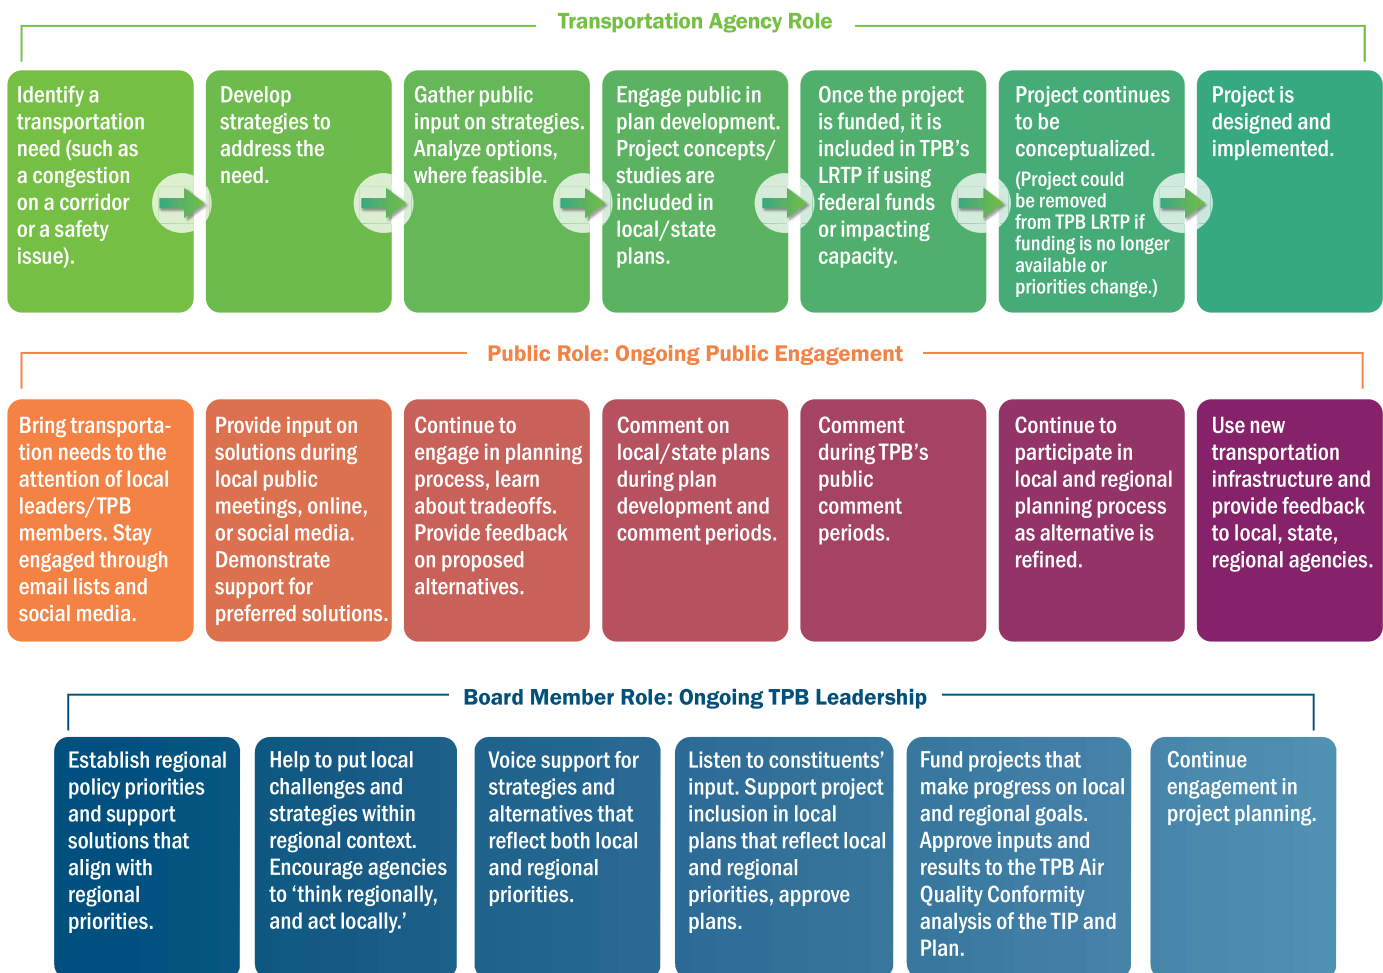 Transportation Agency Role
Identify a
transportation
need (such as
a congestion
on a corridor
or a safety
issue).
Develop
strategies to
address the
need.
Gather public
input on strategies.
Analyze options,
where feasible.
Engage public in
plan development.
Project concepts/
studies are
included in
local/state
plans.
Once the project
is funded, it is
included in TPB's
LRTP if using
federal funds
or impacting
capacity.
Project continues
to be
conceptualized.
(Project could
be removed
from TPB LRTP if
funding is no longer
available or
priorities change.)
Project is
designed and
implemented.
Public Role: Ongoing Public Engagement
Bring transporta-
tion needs to the
attention of local
leaders/TPB
members. Stay
engaged through
email lists and
social media.
Provide input on
solutions during
local public
meetings, online,
or social media.
Demonstrate
support for
preferred solutions.
Continue to
engage in planning
process, learn
about tradeoffs.
Provide feedback
on proposed
alternatives.
Comment on
local/state plans
during plan
development and
comment periods.
Comment
during TPB's
public
comment
periods.
Continue to
participate in
local and regional
planning process
as alternative is
refined.
Use new
transportation
infrastructure and
provide feedback
to local, state,
regional agencies.
Board Member Role: Ongoing TPB Leadership
Establish regional
policy priorities
and support
solutions that
align with
regional
priorities.
Help to put local
challenges and
strategies within
regional context.
Encourage agencies
to ‘think regionally,
and act locally.’
Voice support for
strategies and
alternatives that
reflect both local
and regional
priorities.
Listen to constituents’
input. Support project
inclusion in local
plans that reflect local
and regional
priorities, approve
plans.
Fund projects that
make progress on local
and regional goals.
Approve inputs and
results to the TPB Air
Quality Conformity
analysis of the TIP and
Plan.
Continue
engagement in
project planning.